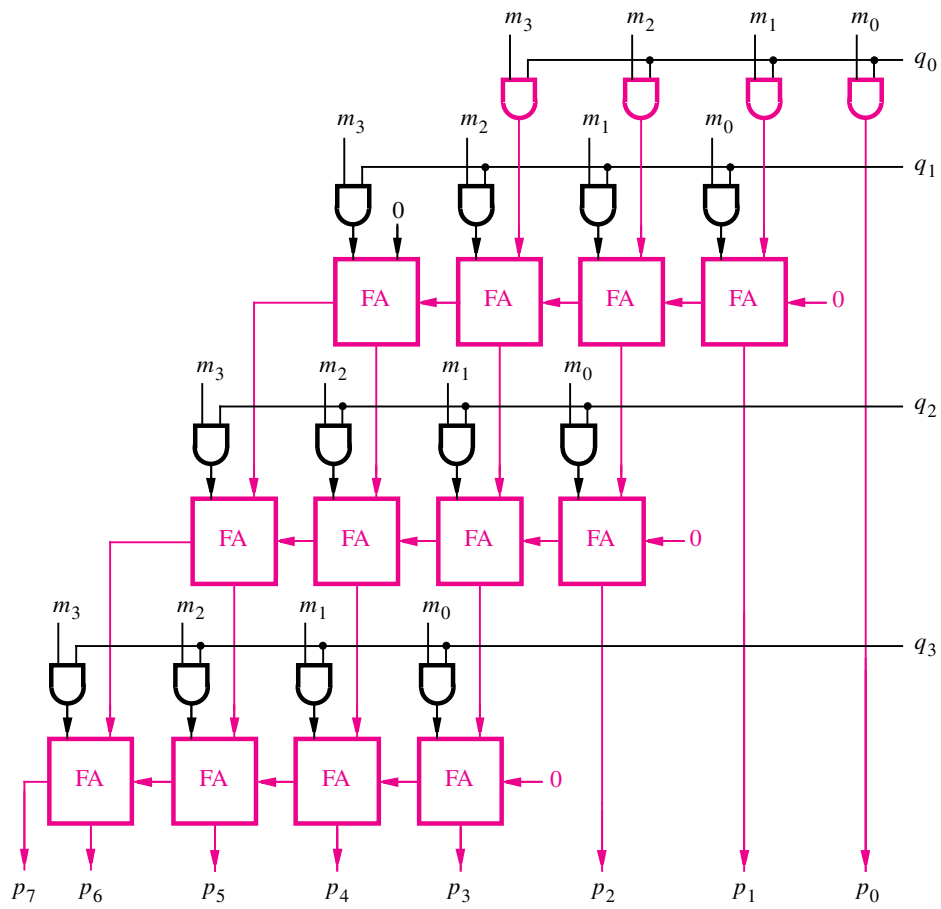 m₃ m₂ m₁ m₀
q₀
m₃ m₂ m₁ m₀
q₁
0
FA FA FA FA 0
m₃ m₂ m₁ m₀
q₂
FA FA FA FA 0
m₃ m₂ m₁ m₀
q₃
FA FA FA FA 0
p₇ p₆ p₅ p₄ p₃ p₂ p₁ p₀